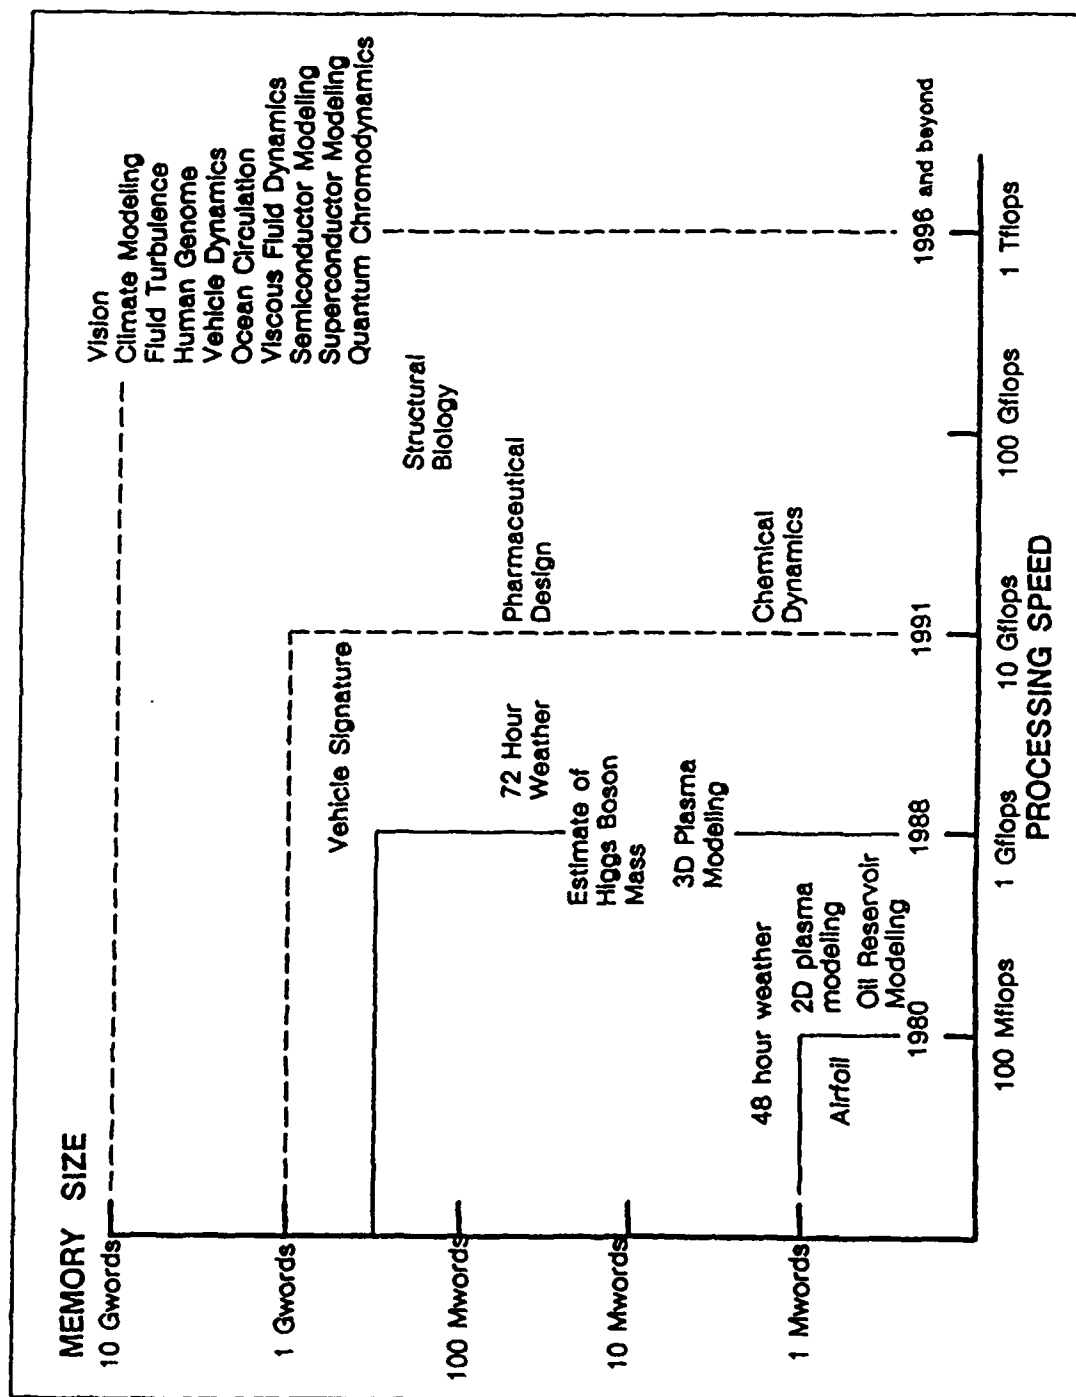 MEMORY SIZE
10 Gwords
1 Gwords
100 Mwords
10 Mwords
1 Mwords
Vision
Climate Modeling
Fluid Turbulence
Human Genome
Vehicle Dynamics
Ocean Circulation
Viscous Fluid Dynamics
Semiconductor Modeling
Superconductor Modeling
Quantum Chromodynamics
Structural
Biology
Vehicle Signature
Pharmaceutical
Design
72 Hour
Weather
Estimate of
Higgs Boson
Mass
3D Plasma
Modeling
Chemical
Dynamics
48 hour weather
2D plasma
modeling
Oil Reservoir
Modeling
Airfoil
1980
1988
1991
1996 and beyond
100 Mflops
1 Gflops
10 Gflops
100 Gflops
1 Tflops
PROCESSING SPEED